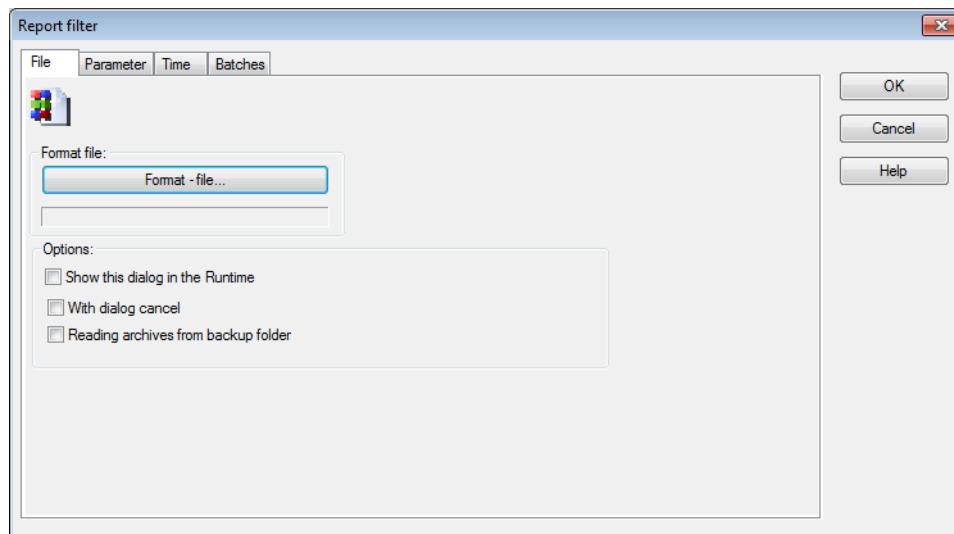 Report filter
File Parameter Time Batches
OK
Cancel
Help
Format file:
Format - file...
Options:
Show this dialog in the Runtime
With dialog cancel
Reading archives from backup folder